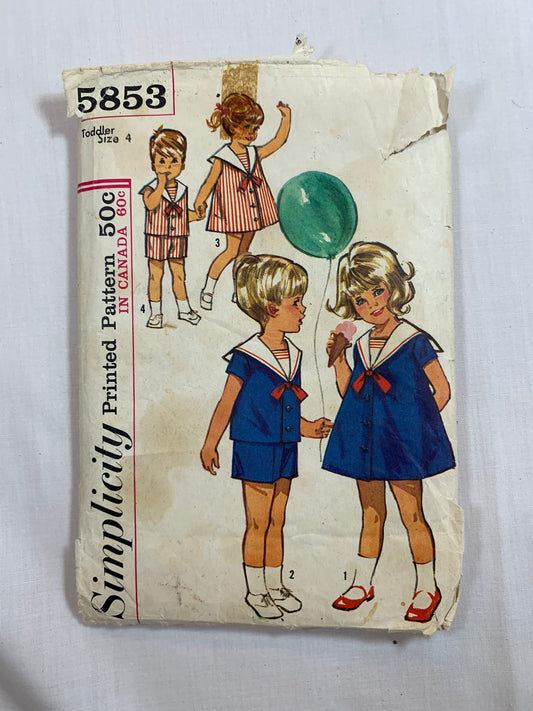 5853
Toddler
Size 4
Simplicity Printed Pattern 50c
IN CANADA 60c
3
4
2
1